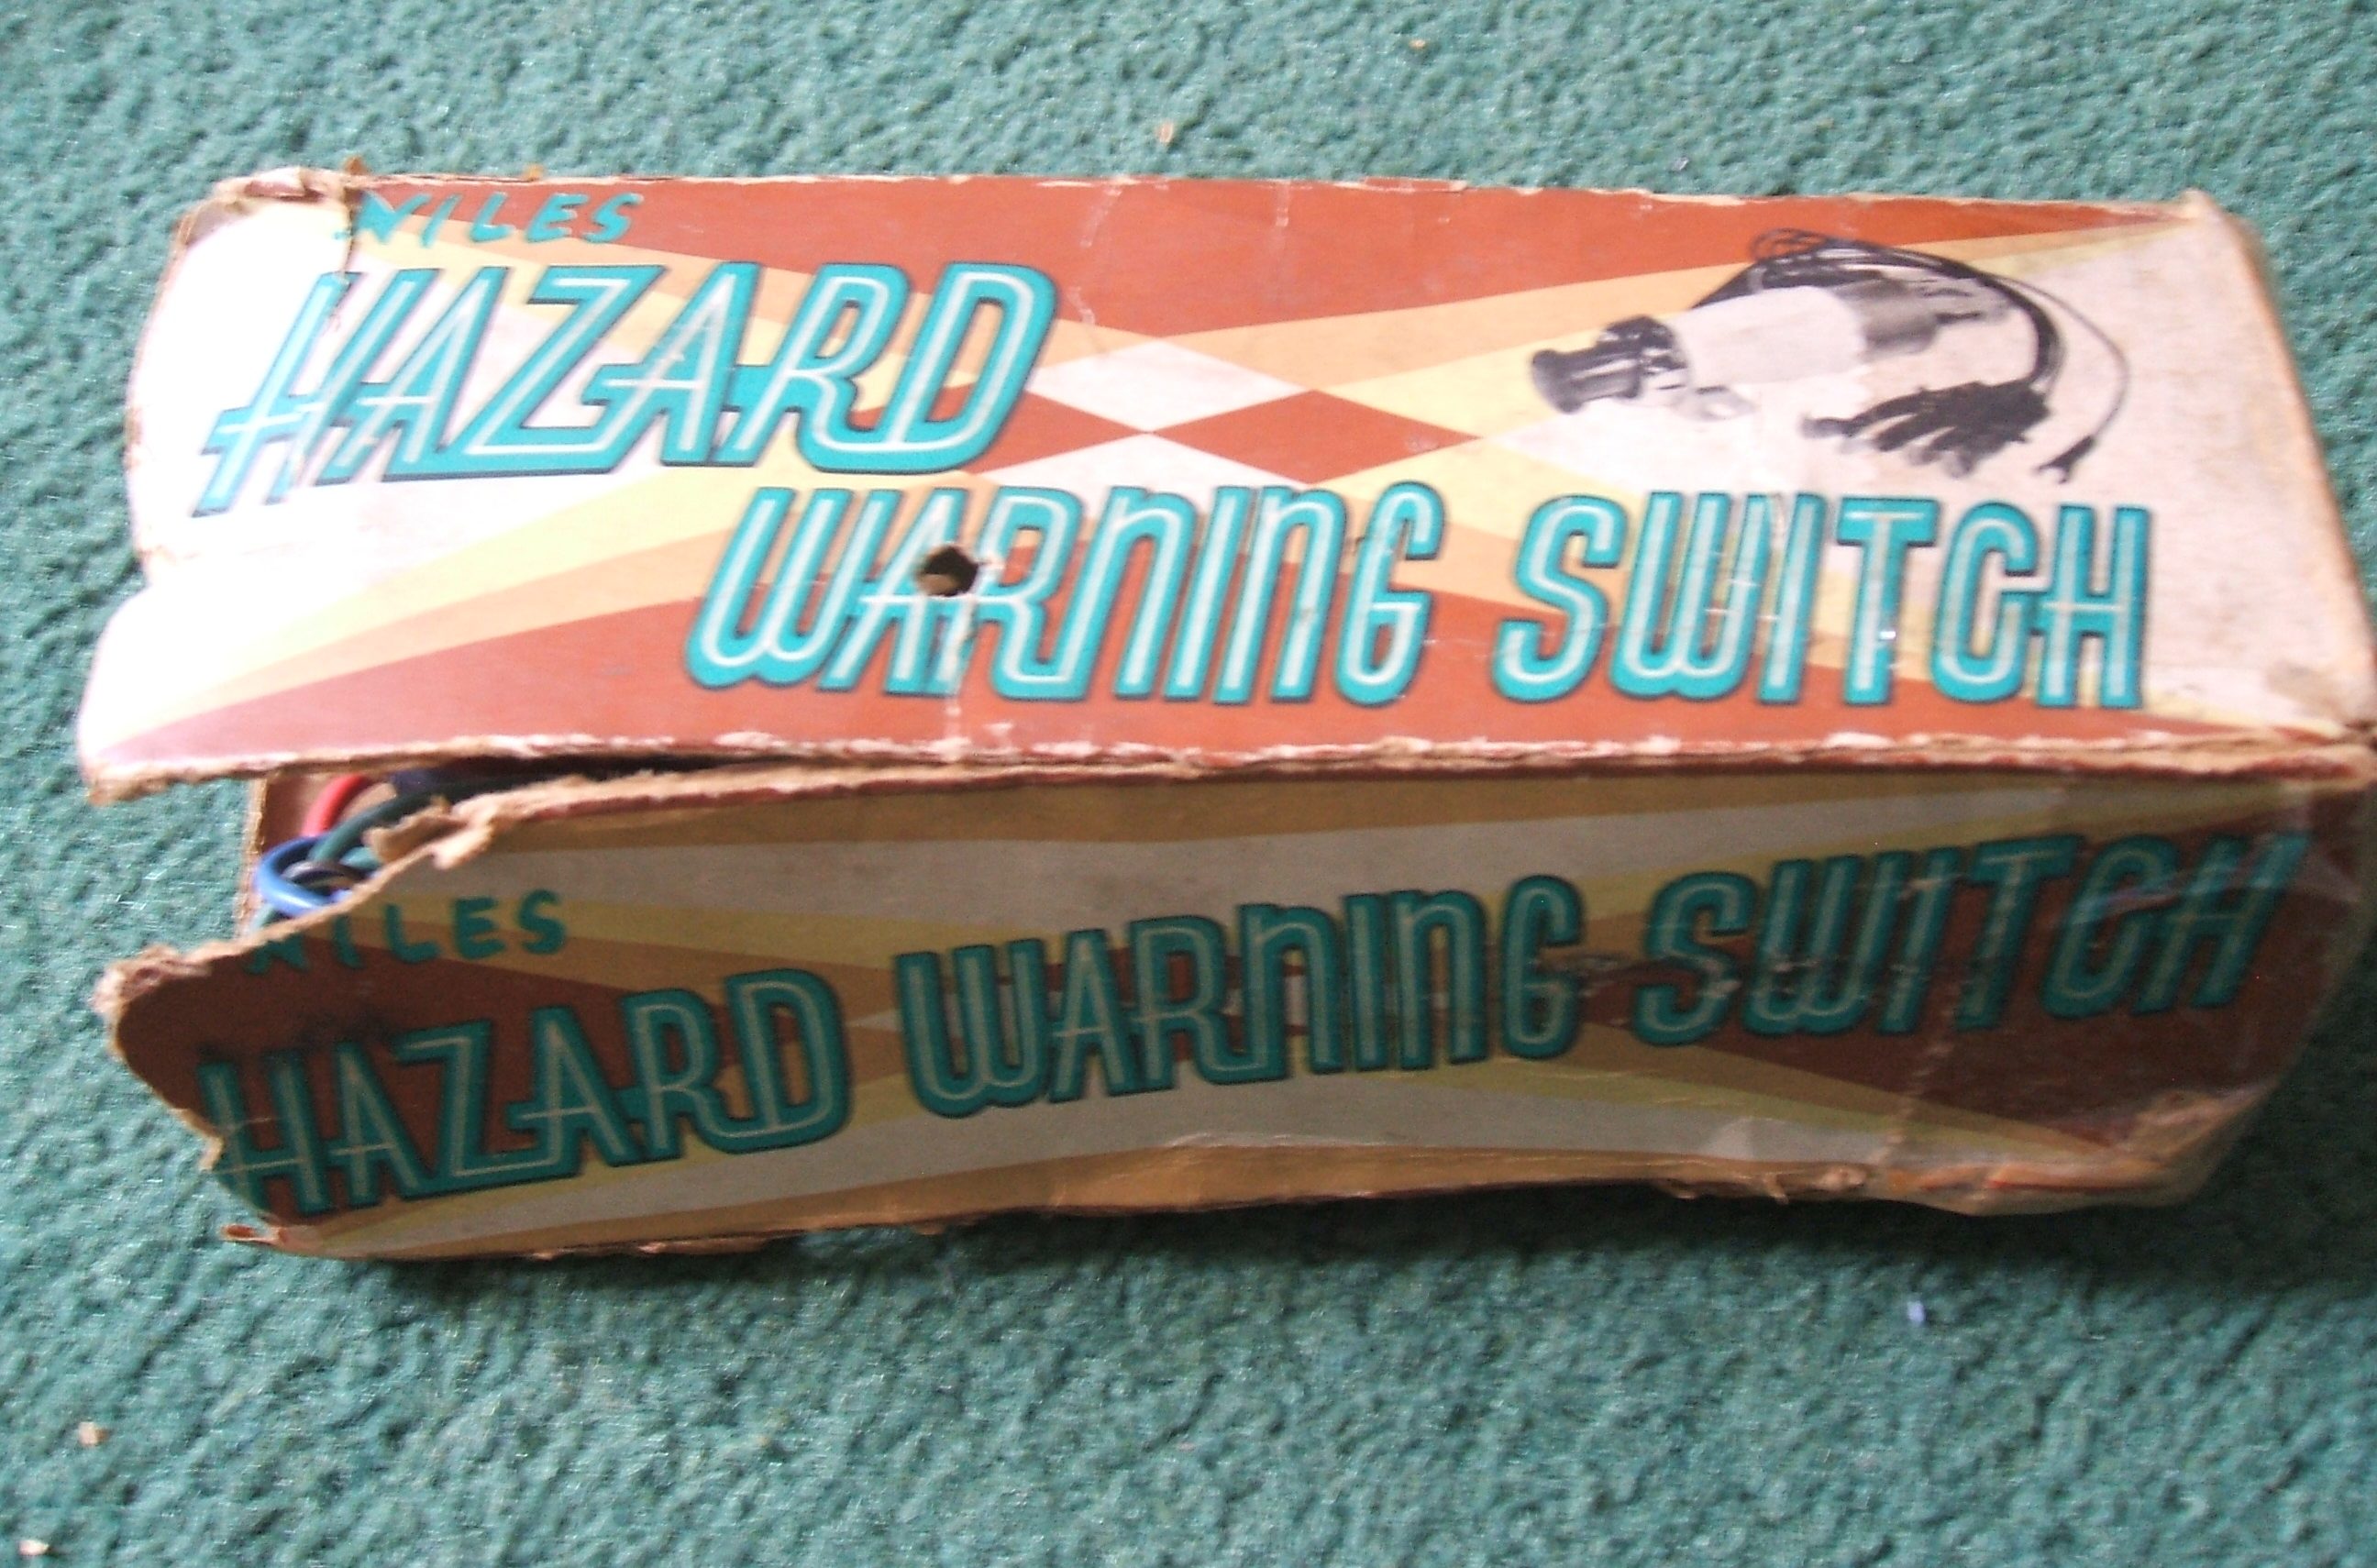 NILES
HAZARD
WARNING SWITCH
NILES
HAZARD WARNING SWITCH